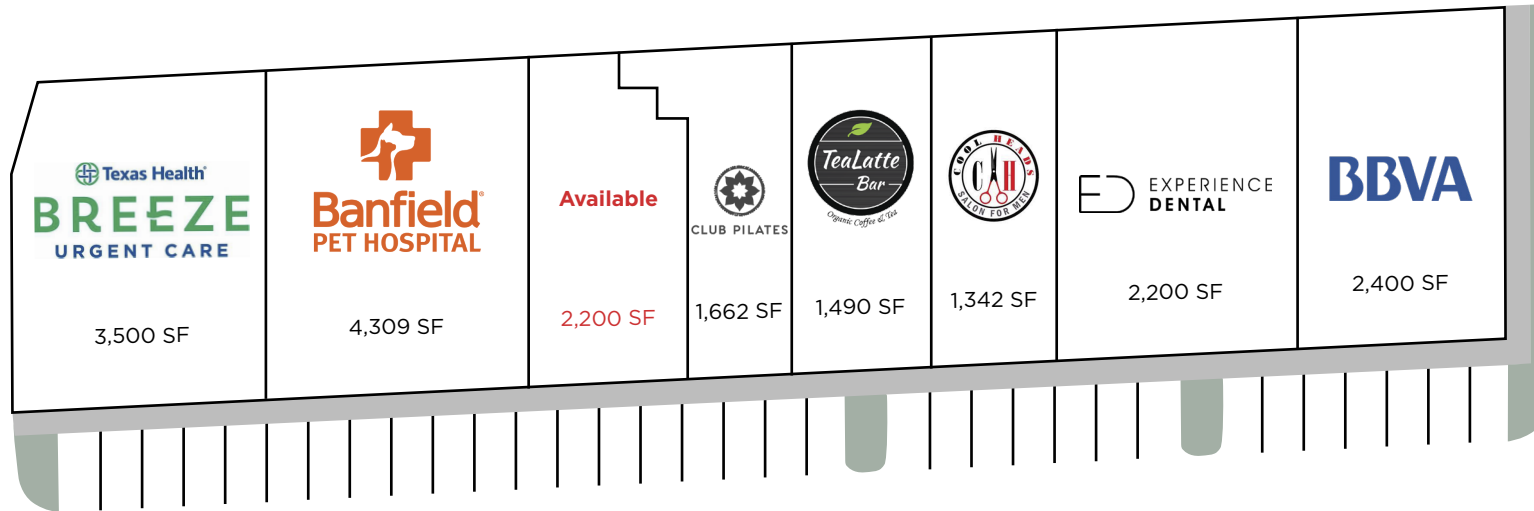 Texas Health®
BREEZE
URGENT CARE
3,500 SF
Banfield®
PET HOSPITAL
4,309 SF
Available
2,200 SF
CLUB PILATES
1,662 SF
TeaLatte
Bar
Organic Coffee & Tea
1,490 SF
COOL HEADS
C H
SALON FOR MEN
1,342 SF
ED
EXPERIENCE
DENTAL
2,200 SF
BBVA
2,400 SF